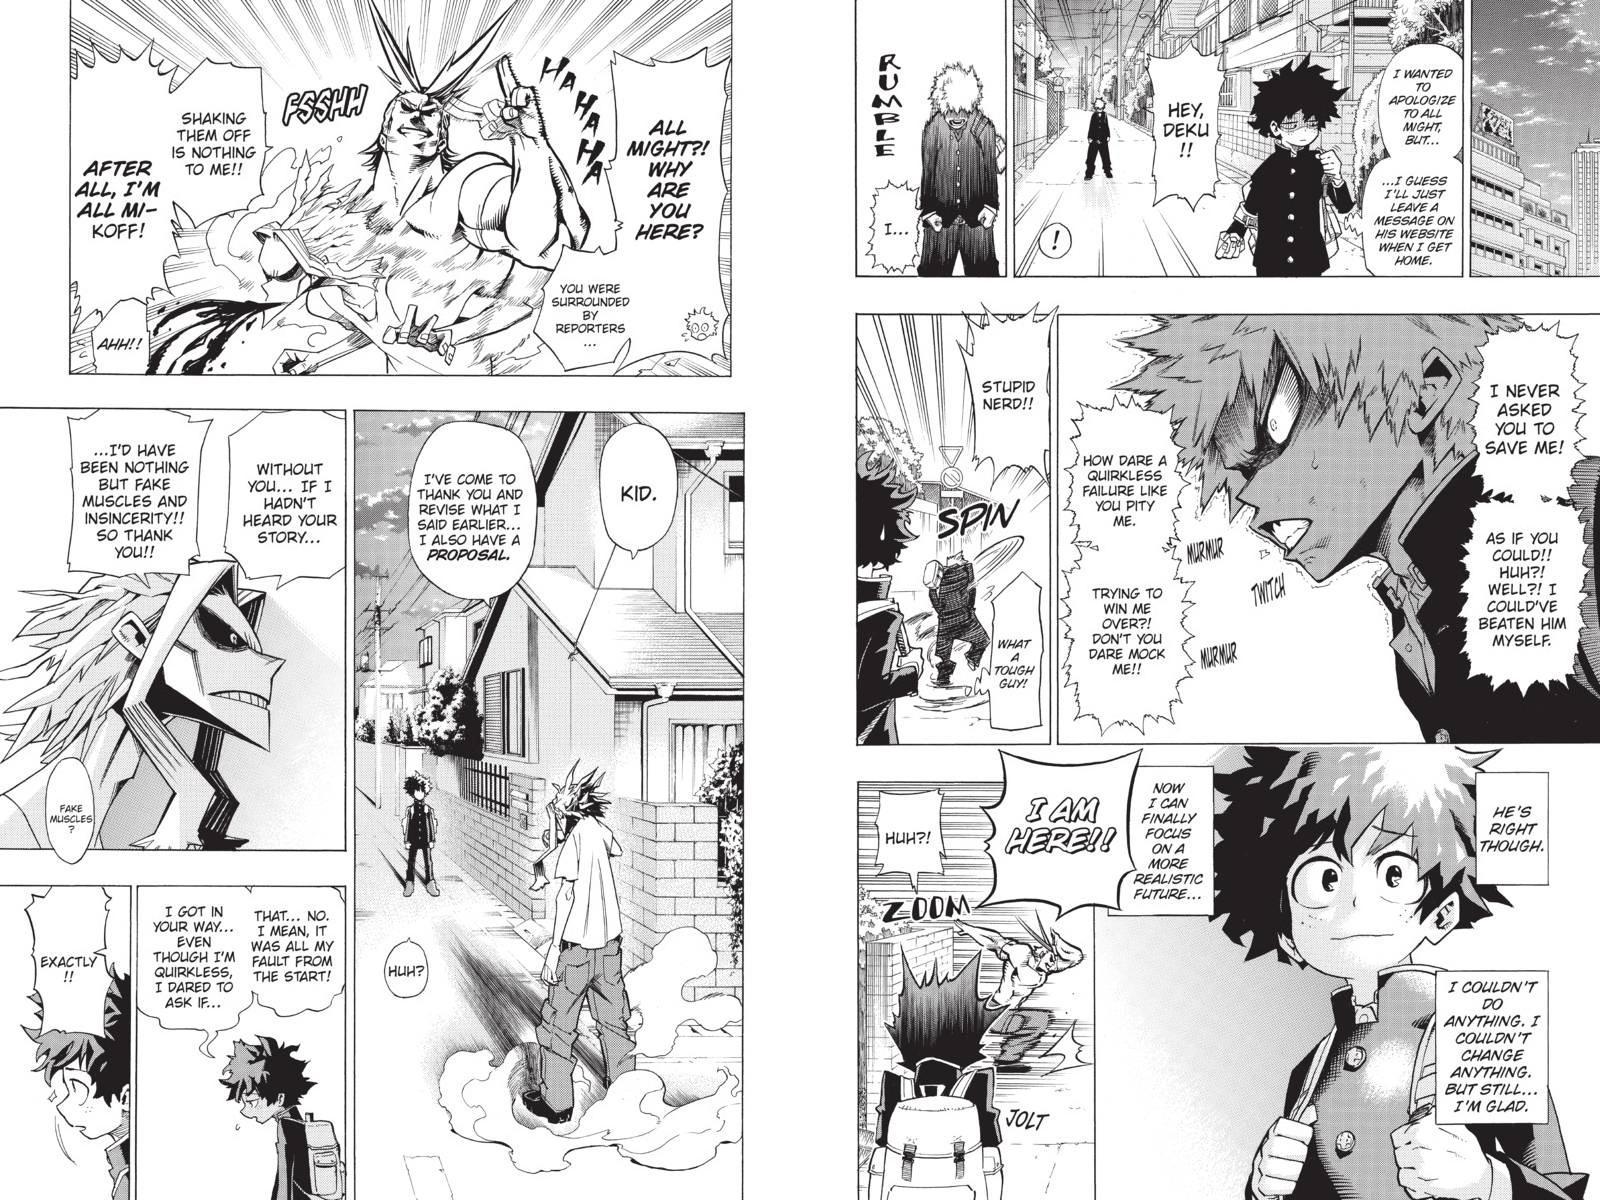 I WANTED
TO
APOLOGIZE
TO ALL
MIGHT,
BUT...
...I GUESS
I'LL JUST
LEAVE A
MESSAGE ON
HIS WEBSITE
WHEN I GET
HOME.
HEY,
DEKU
!!
!
RUMBLE
I...
I NEVER
ASKED
YOU TO
SAVE ME!
AS IF YOU
COULD!!
HUH?!
WELL?! I
COULD'VE
BEATEN HIM
MYSELF.
HOW DARE A
QUIRKLESS
FAILURE LIKE
YOU PITY
ME.
MURMUR
TWITCH
TRYING TO
WIN ME
OVER?!
DON'T YOU
DARE MOCK
ME!!
MURMUR
STUPID
NERD!!
SPIN
WHAT
A
TOUGH
GUY!
HE'S
RIGHT
THOUGH.
I COULDN'T
DO
ANYTHING. I
COULDN'T
CHANGE
ANYTHING.
BUT STILL...
I'M GLAD.
NOW
I CAN
FINALLY
FOCUS
ON A
MORE
REALISTIC
FUTURE...
I AM
HERE!!
HUH?!
ZOOM
JOLT
ALL
MIGHT?!
WHY
ARE
YOU
HERE?
YOU WERE
SURROUNDED
BY
REPORTERS
...
HA HA HA HA
FSSHH
SHAKING
THEM OFF
IS NOTHING
TO ME!!
AFTER
ALL, I'M
ALL MI-
KOFF!
AHH!!
KID.
I'VE COME TO
THANK YOU AND
REVISE WHAT I
SAID EARLIER...
I ALSO HAVE A
PROPOSAL.
HUH?
WITHOUT
YOU... IF I
HADN'T
HEARD YOUR
STORY...
...I'D HAVE
BEEN NOTHING
BUT FAKE
MUSCLES AND
INSINCERITY!!
SO THANK
YOU!!
FAKE
MUSCLES
?
THAT... NO.
I MEAN, IT
WAS ALL MY
FAULT FROM
THE START!
I GOT IN
YOUR WAY...
EVEN
THOUGH I'M
QUIRKLESS,
I DARED TO
ASK IF...
EXACTLY
!!